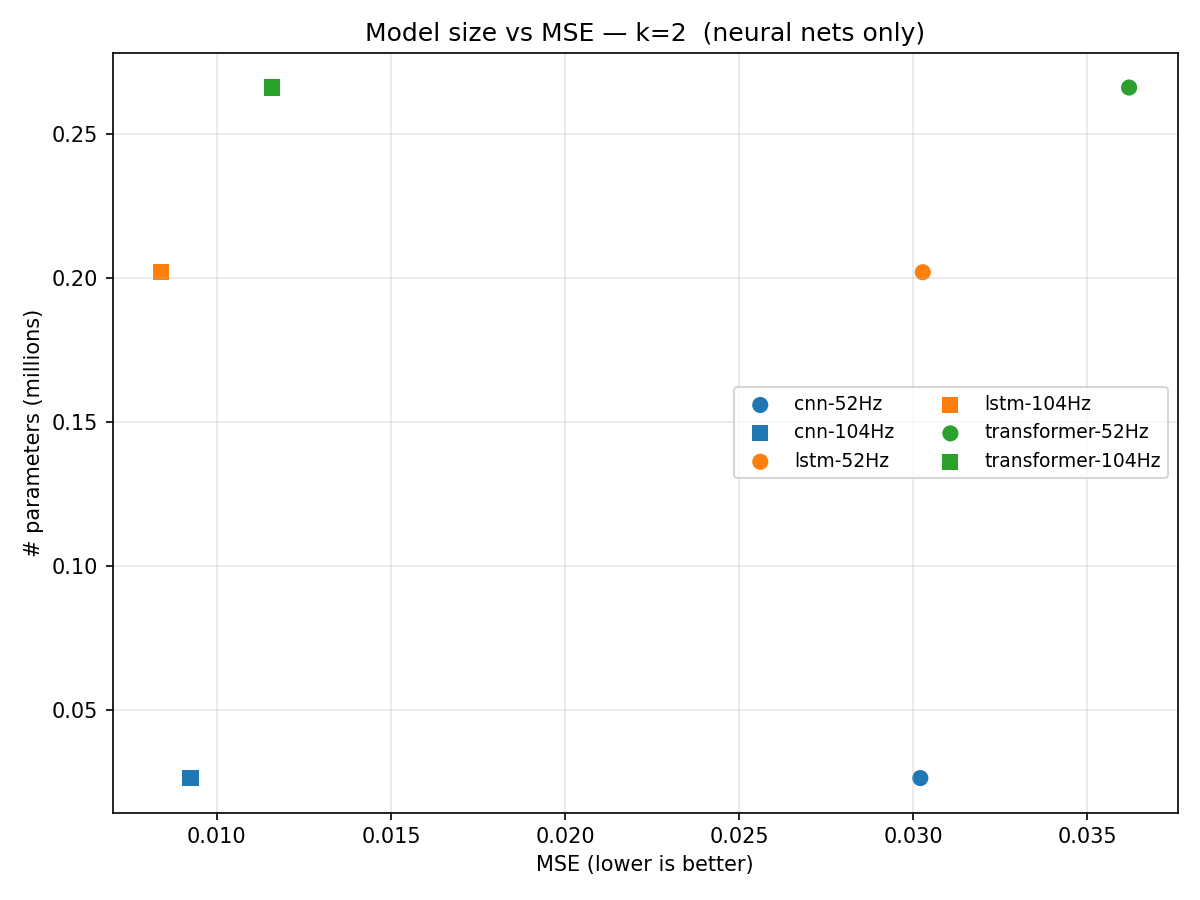 Model size vs MSE — k=2  (neural nets only)
0.25
0.20
0.15
0.10
0.05
# parameters (millions)
cnn-52Hz
cnn-104Hz
lstm-52Hz
lstm-104Hz
transformer-52Hz
transformer-104Hz
0.010 0.015 0.020 0.025 0.030 0.035
MSE (lower is better)